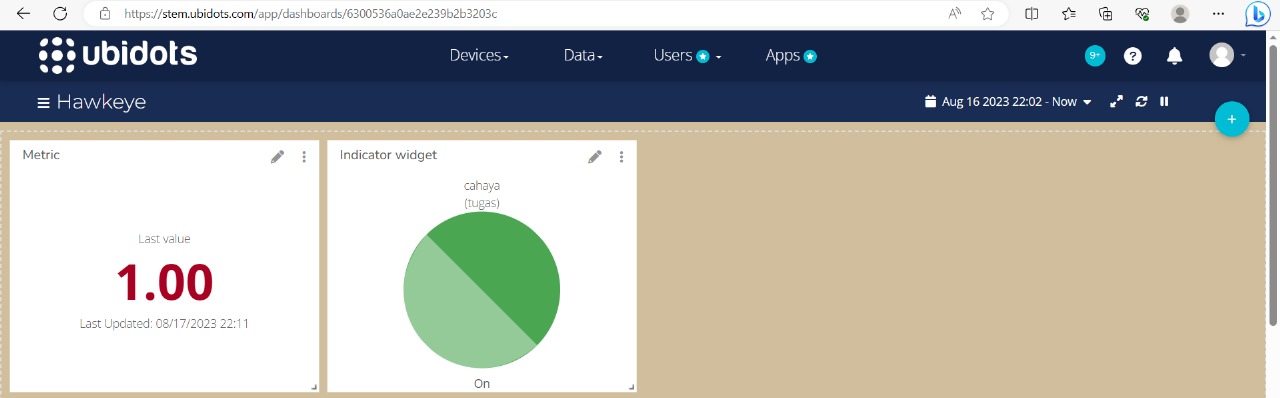 https://stem.ubidots.com/app/dashboards/6300536a0ae2e239b2b3203c
ubidots
Devices
Data
Users
Apps
9+
?
Hawkeye
Aug 16 2023 22:02 - Now
+
Metric
Last value
1.00
Last Updated: 08/17/2023 22:11
Indicator widget
cahaya
(tugas)
On